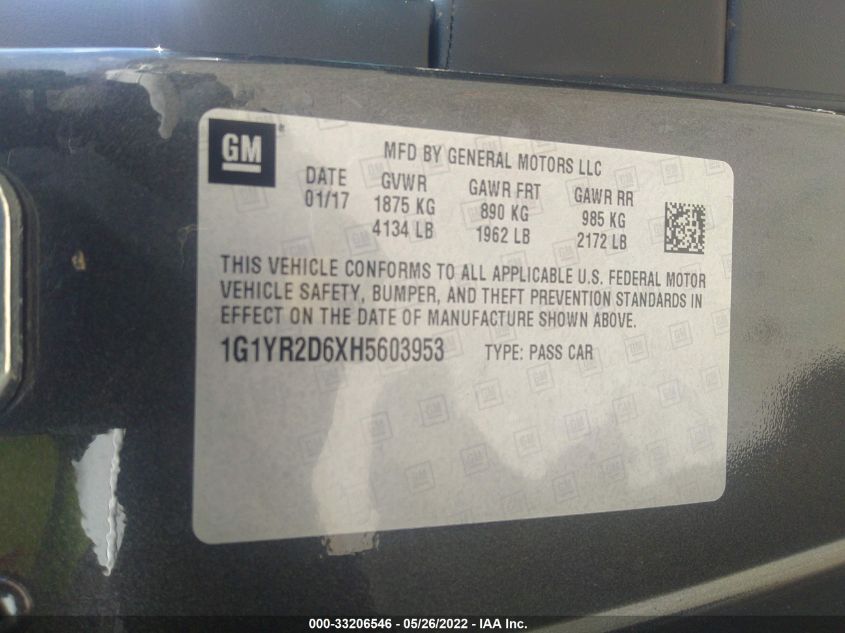 GM
MFD BY GENERAL MOTORS LLC
DATE GVWR GAWR FRT GAWR RR
01/17 1875 KG 890 KG 985 KG
4134 LB 1962 LB 2172 LB
THIS VEHICLE CONFORMS TO ALL APPLICABLE U.S. FEDERAL MOTOR
VEHICLE SAFETY, BUMPER, AND THEFT PREVENTION STANDARDS IN
EFFECT ON THE DATE OF MANUFACTURE SHOWN ABOVE.
1G1YR2D6XH5603953 TYPE: PASS CAR
000-33206546 - 05/26/2022 - IAA Inc.